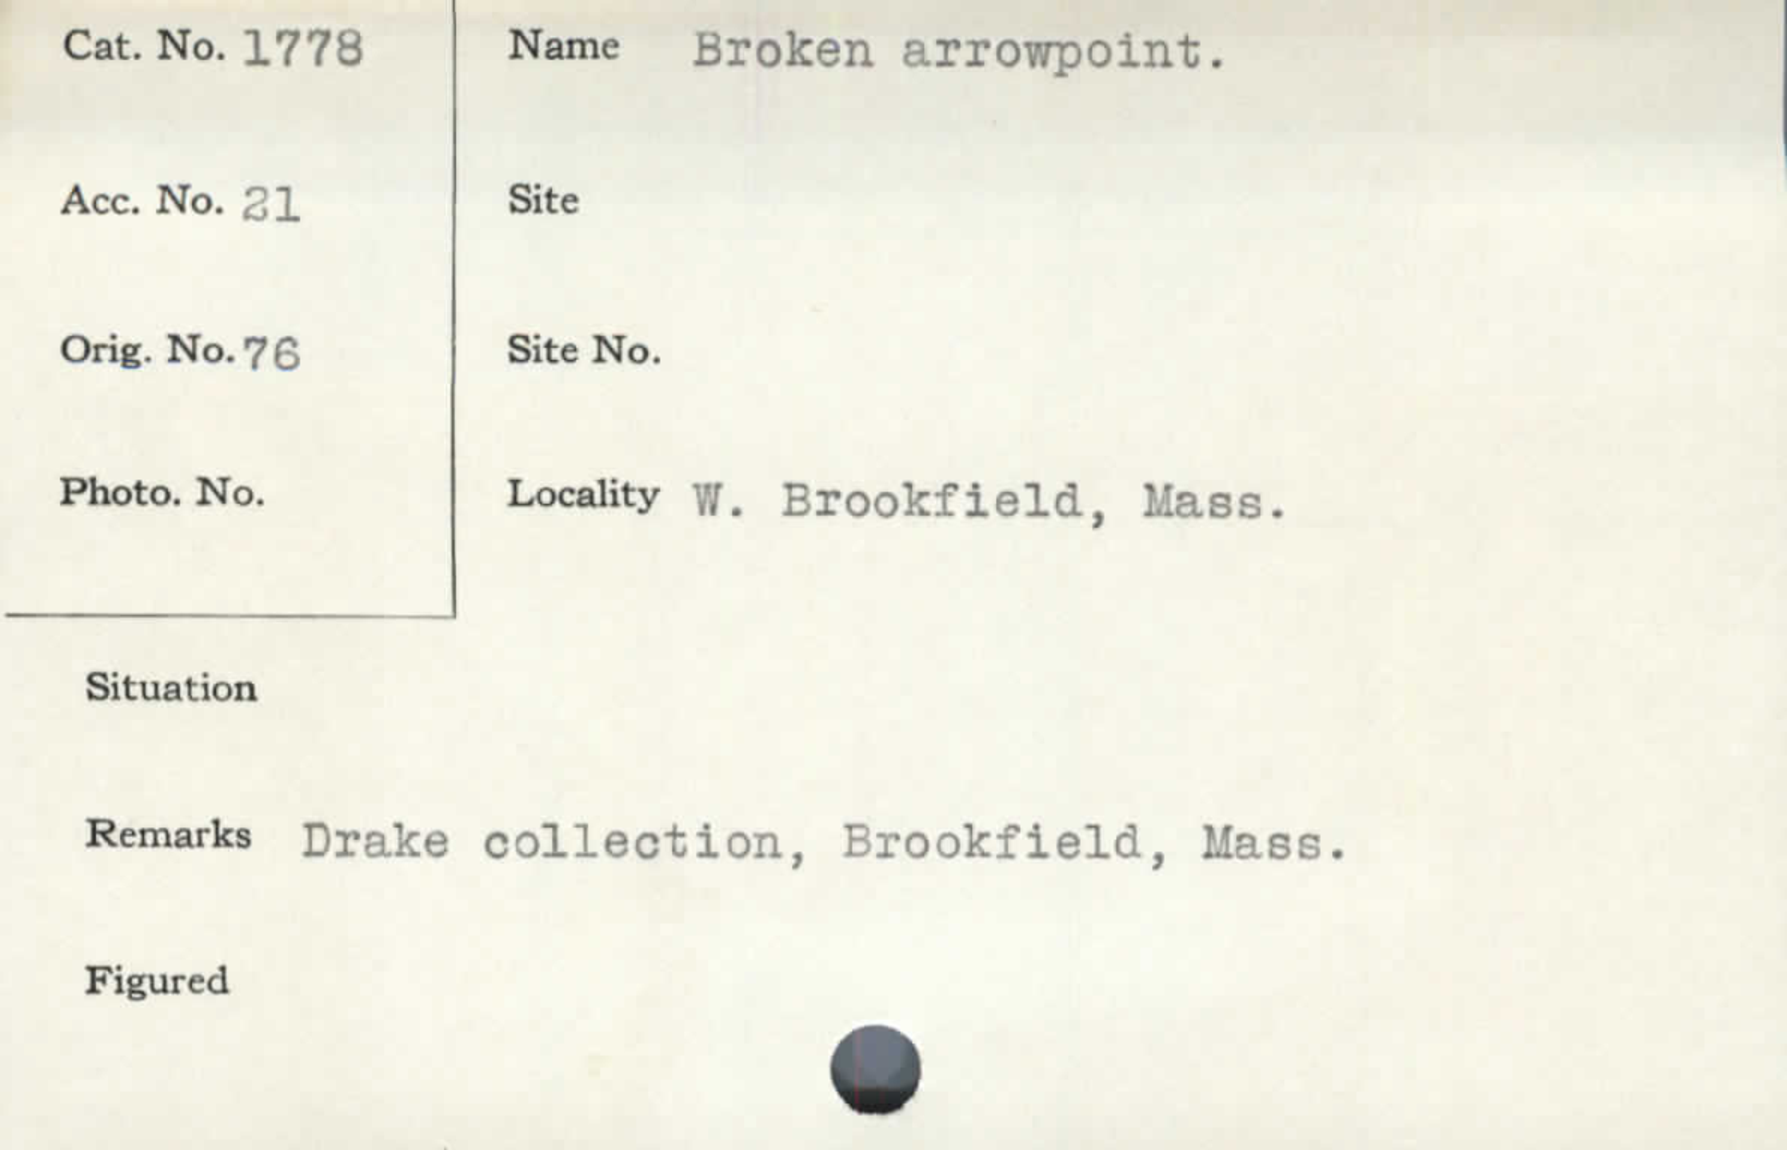 Cat. No. 1778
Name Broken arrowpoint.
Acc. No. 21
Site
Orig. No. 76
Site No.
Photo. No.
Locality W. Brookfield, Mass.
Situation
Remarks Drake collection, Brookfield, Mass.
Figured